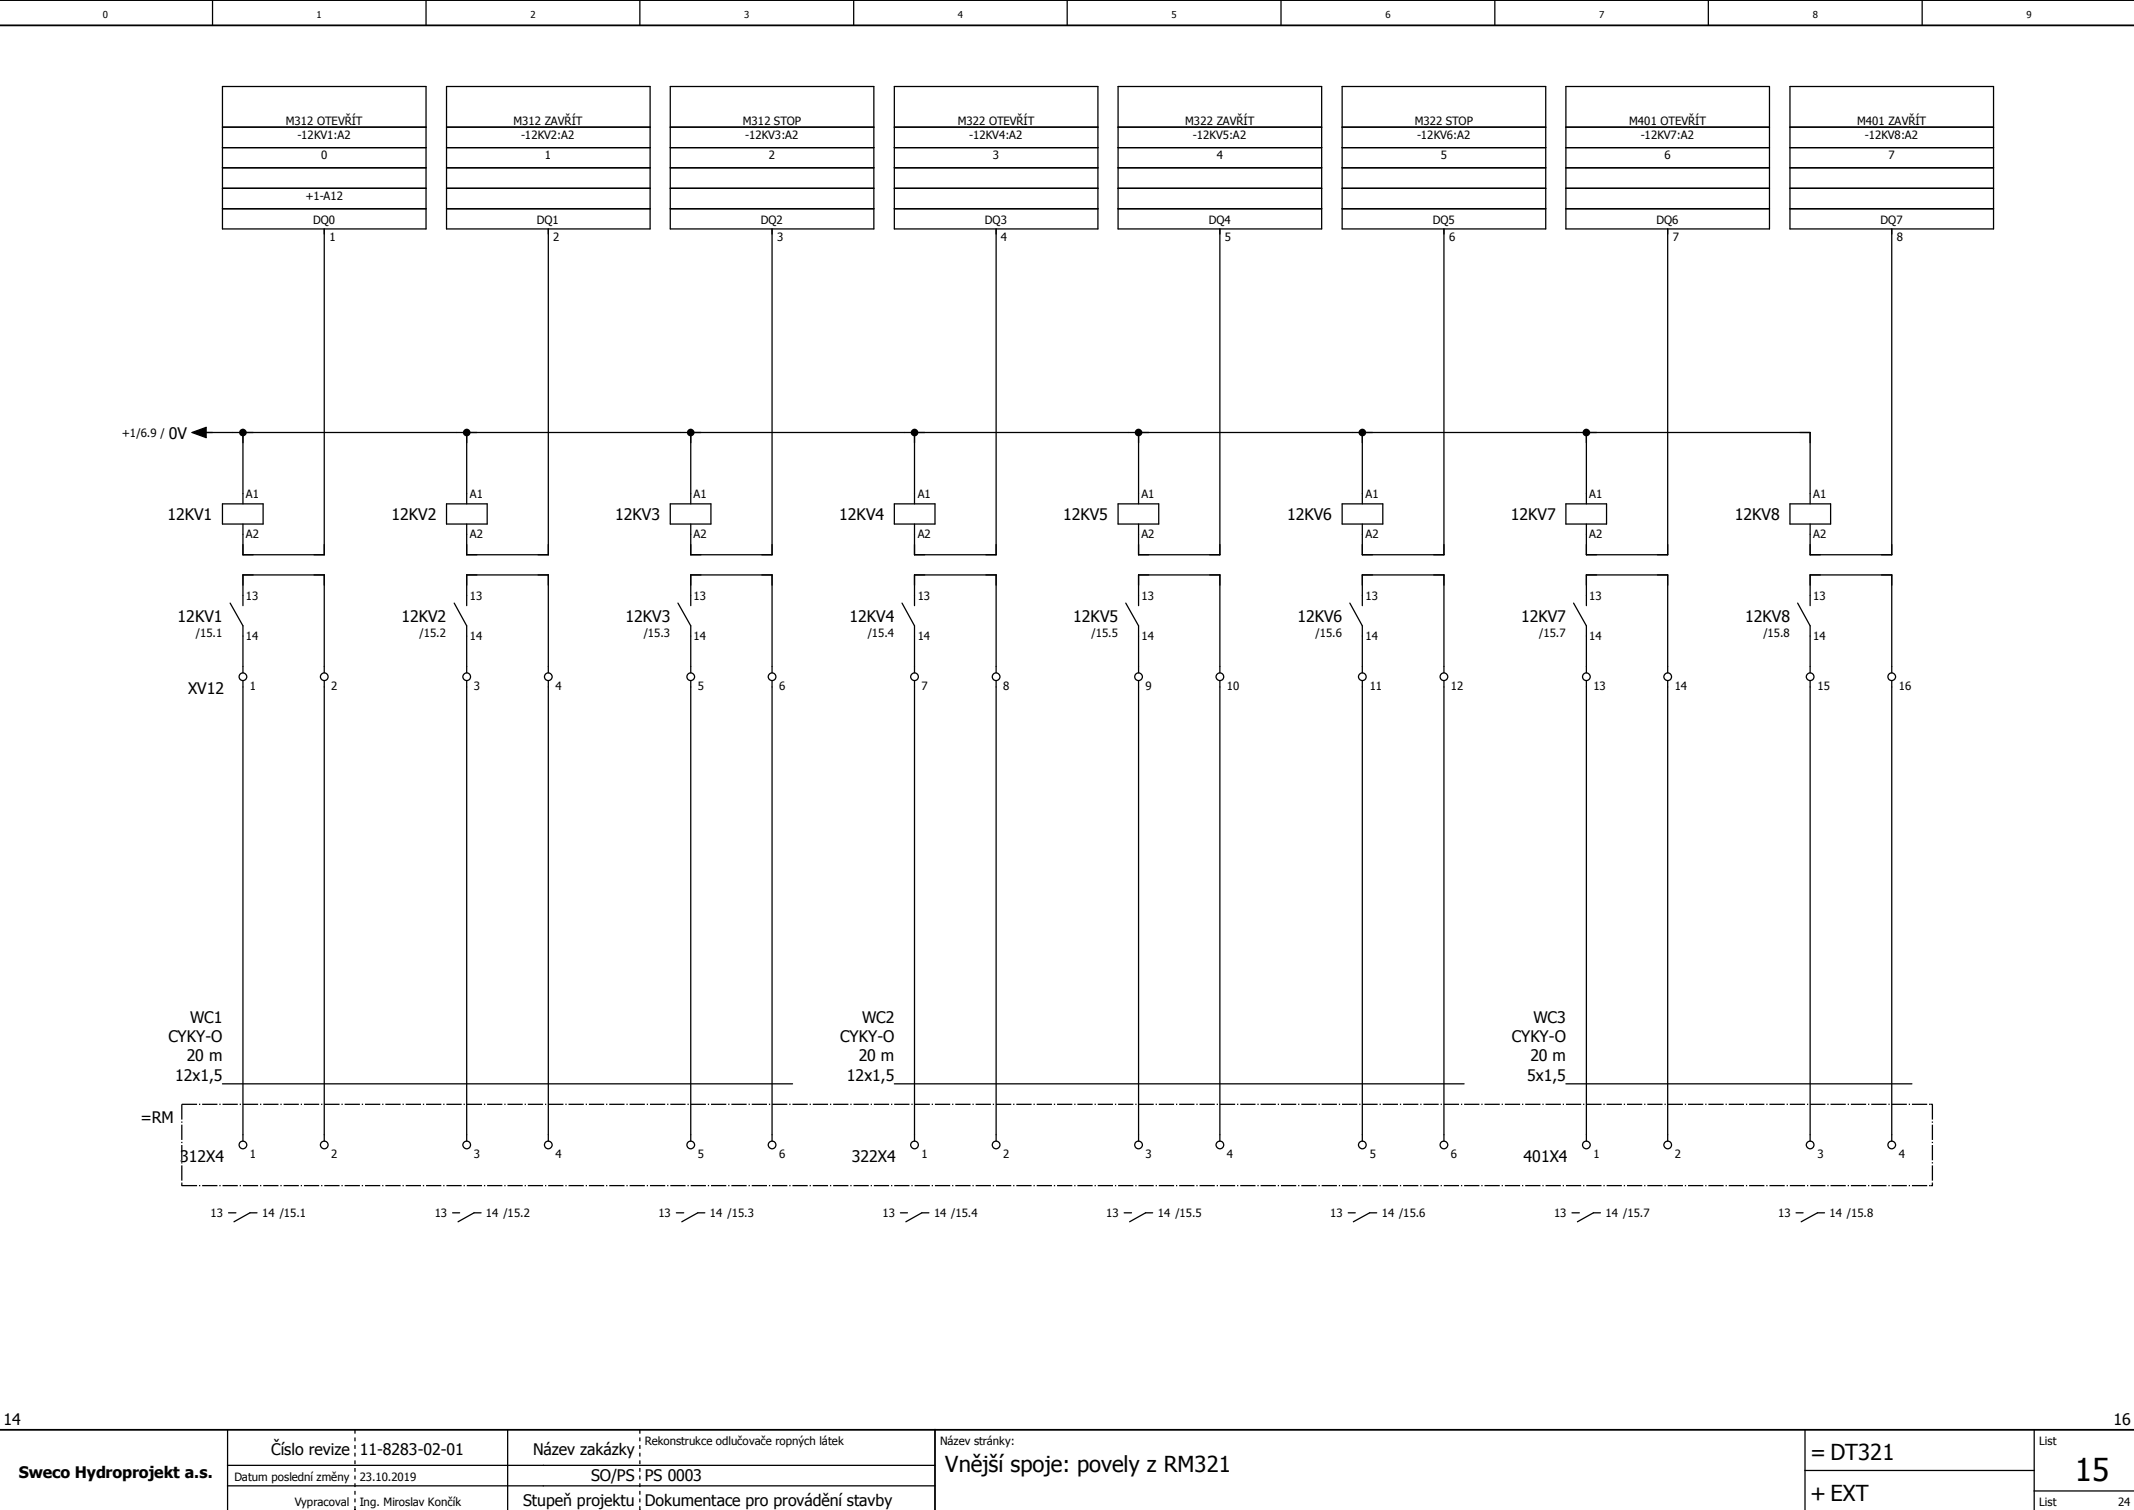 0 1 2 3 4 5 6 7 8 9
M312 OTEVŘÍT M312 ZAVŘÍT M312 STOP M322 OTEVŘÍT M322 ZAVŘÍT M322 STOP M401 OTEVŘÍT M401 ZAVŘÍT
-12KV1:A2 -12KV2:A2 -12KV3:A2 -12KV4:A2 -12KV5:A2 -12KV6:A2 -12KV7:A2 -12KV8:A2
0 1 2 3 4 5 6 7
+1-A12
DQ0 DQ1 DQ2 DQ3 DQ4 DQ5 DQ6 DQ7
1 2 3 4 5 6 7 8
+1/6.9 / 0V
A1 A1 A1 A1 A1 A1 A1 A1
12KV1 12KV2 12KV3 12KV4 12KV5 12KV6 12KV7 12KV8
A2 A2 A2 A2 A2 A2 A2 A2
13 13 13 13 13 13 13 13
12KV1 12KV2 12KV3 12KV4 12KV5 12KV6 12KV7 12KV8
/15.1 14 /15.2 14 /15.3 14 /15.4 14 /15.5 14 /15.6 14 /15.7 14 /15.8 14
XV12 1 2 3 4 5 6 7 8 9 10 11 12 13 14 15 16
WC1 WC2 WC3
CYKY-O CYKY-O CYKY-O
20 m 20 m 20 m
12x1,5 12x1,5 5x1,5
=RM
312X4 1 2 3 4 5 6 322X4 1 2 3 4 5 6 401X4 1 2 3 4
13 14 /15.1 13 14 /15.2 13 14 /15.3 13 14 /15.4 13 14 /15.5 13 14 /15.6 13 14 /15.7 13 14 /15.8
14 16
Sweco Hydroprojekt a.s.
Číslo revize 11-8283-02-01
Datum poslední změny 23.10.2019
Vypracoval Ing. Miroslav Končík
Název zakázky Rekonstrukce odlučovače ropných látek
SO/PS PS 0003
Stupeň projektu Dokumentace pro provádění stavby
Název stránky:
Vnější spoje: povely z RM321
= DT321
+ EXT
List
15
List 24